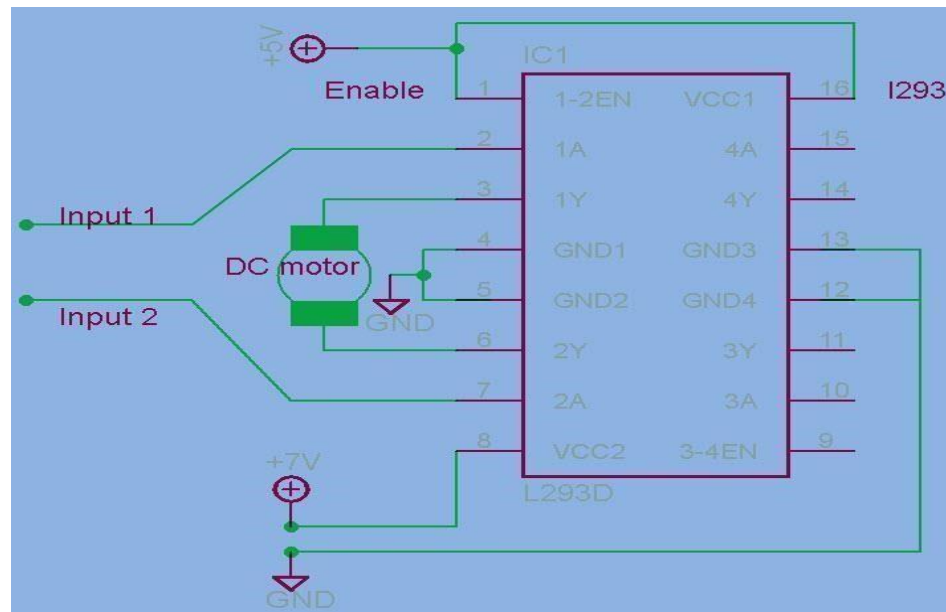 +5V
IC1
Enable
1 1-2EN VCC1 16 l293
2 1A 4A 15
3 1Y 4Y 14
Input 1
4 GND1 GND3 13
DC motor
5 GND2 GND4 12
GND
Input 2
6 2Y 3Y 11
7 2A 3A 10
8 VCC2 3-4EN 9
+7V
L293D
GND